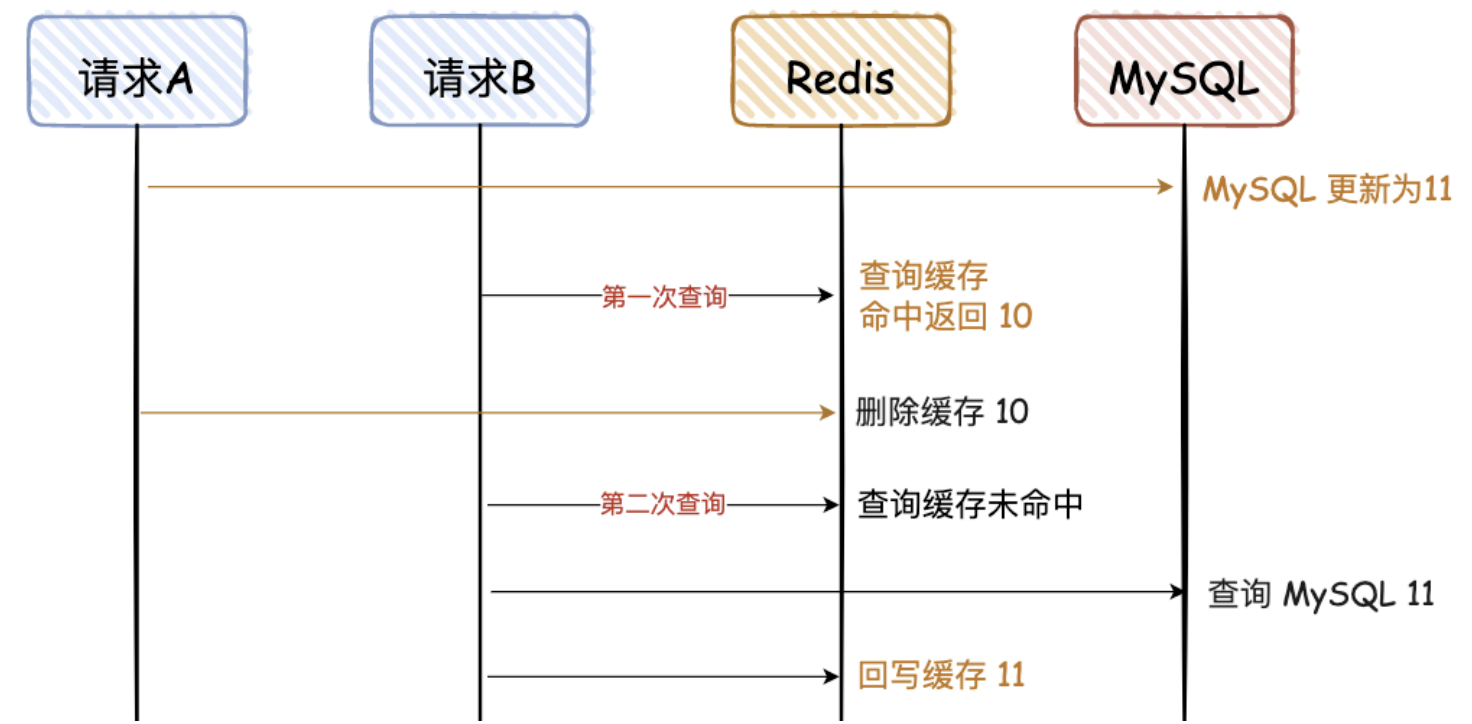 请求A
请求B
Redis
MySQL
MySQL 更新为11
第一次查询
查询缓存
命中返回 10
删除缓存 10
第二次查询
查询缓存未命中
查询 MySQL 11
回写缓存 11